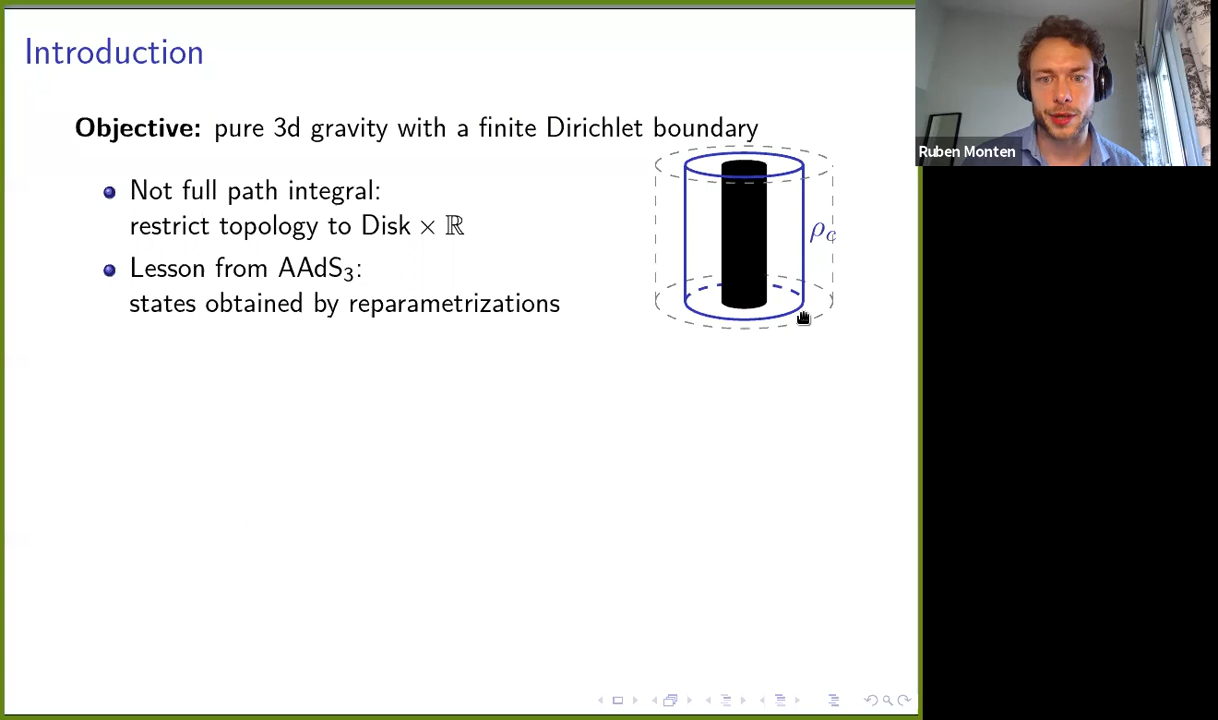 Introduction
Objective: pure 3d gravity with a finite Dirichlet boundary
Not full path integral:
restrict topology to Disk × ℝ
Lesson from AAdS₃:
states obtained by reparametrizations
ρ_c
Ruben Monten